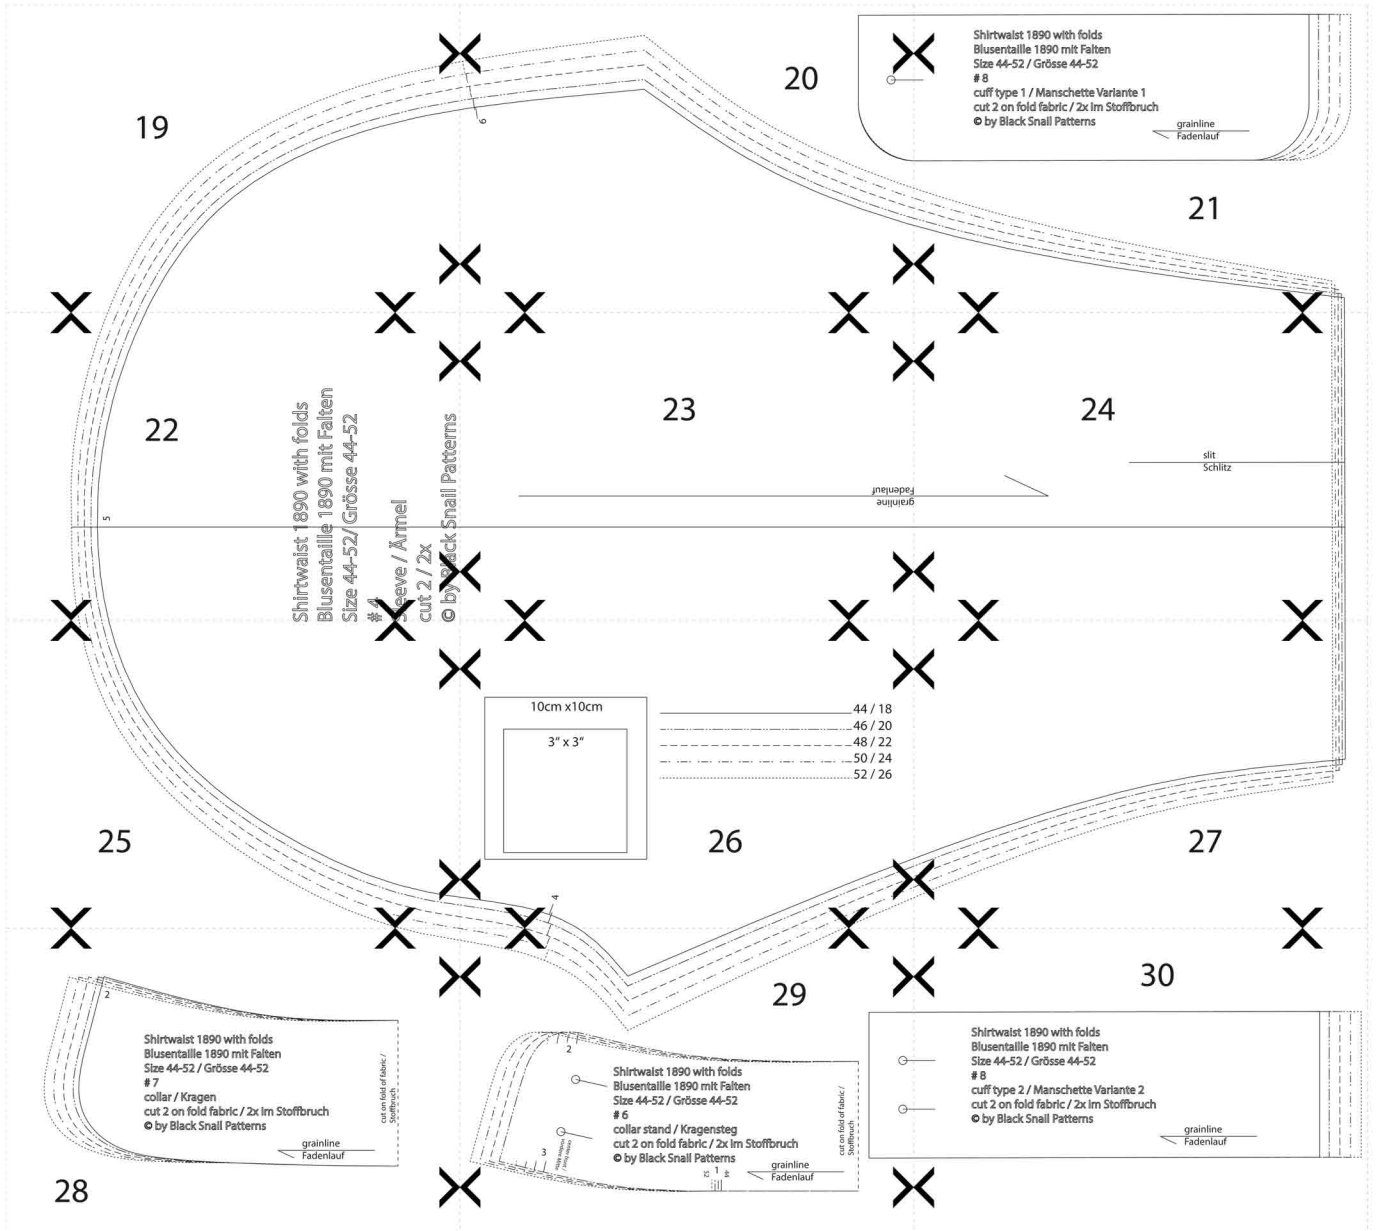 19
20
Shirtwaist 1890 with folds
Blusentaille 1890 mit Falten
Size 44-52 / Grösse 44-52
# 8
cuff type 1 / Manschette Variante 1
cut 2 on fold fabric / 2x im Stoffbruch
© by Black Snail Patterns
grainline
Fadenlauf
6
21
22
Shirtwaist 1890 with folds
Blusentaille 1890 mit Falten
Size 44-52/ Grösse 44-52
# 4
Sleeve / Ärmel
cut 2 / 2x
© by Black Snail Patterns
5
23
24
slit
Schlitz
grainline
Fadenlauf
10cm x10cm
3" x 3"
44 / 18
46 / 20
48 / 22
50 / 24
52 / 26
25
26
27
4
28
29
30
2
Shirtwaist 1890 with folds
Blusentaille 1890 mit Falten
Size 44-52 / Grösse 44-52
# 7
collar / Kragen
cut 2 on fold fabric / 2x im Stoffbruch
© by Black Snail Patterns
grainline
Fadenlauf
cut on fold of fabric /
Stoffbruch
2
Shirtwaist 1890 with folds
Blusentaille 1890 mit Falten
Size 44-52 / Grösse 44-52
# 6
collar stand / Kragensteg
cut 2 on fold fabric / 2x im Stoffbruch
© by Black Snail Patterns
grainline
Fadenlauf
3
center front /
vordere Mitte
52
1
44
cut on fold of fabric /
Stoffbruch
Shirtwaist 1890 with folds
Blusentaille 1890 mit Falten
Size 44-52 / Grösse 44-52
# 8
cuff type 2 / Manschette Variante 2
cut 2 on fold fabric / 2x im Stoffbruch
© by Black Snail Patterns
grainline
Fadenlauf